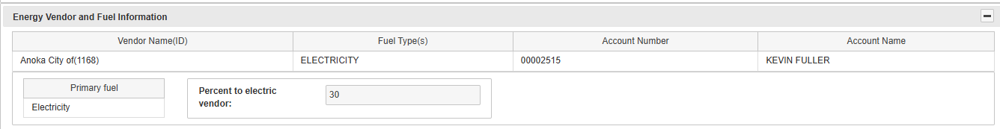 Energy Vendor and Fuel Information
Vendor Name(ID) Fuel Type(s) Account Number Account Name
Anoka City of(1168) ELECTRICITY 00002515 KEVIN FULLER
Primary fuel
Electricity
Percent to electric
vendor:
30